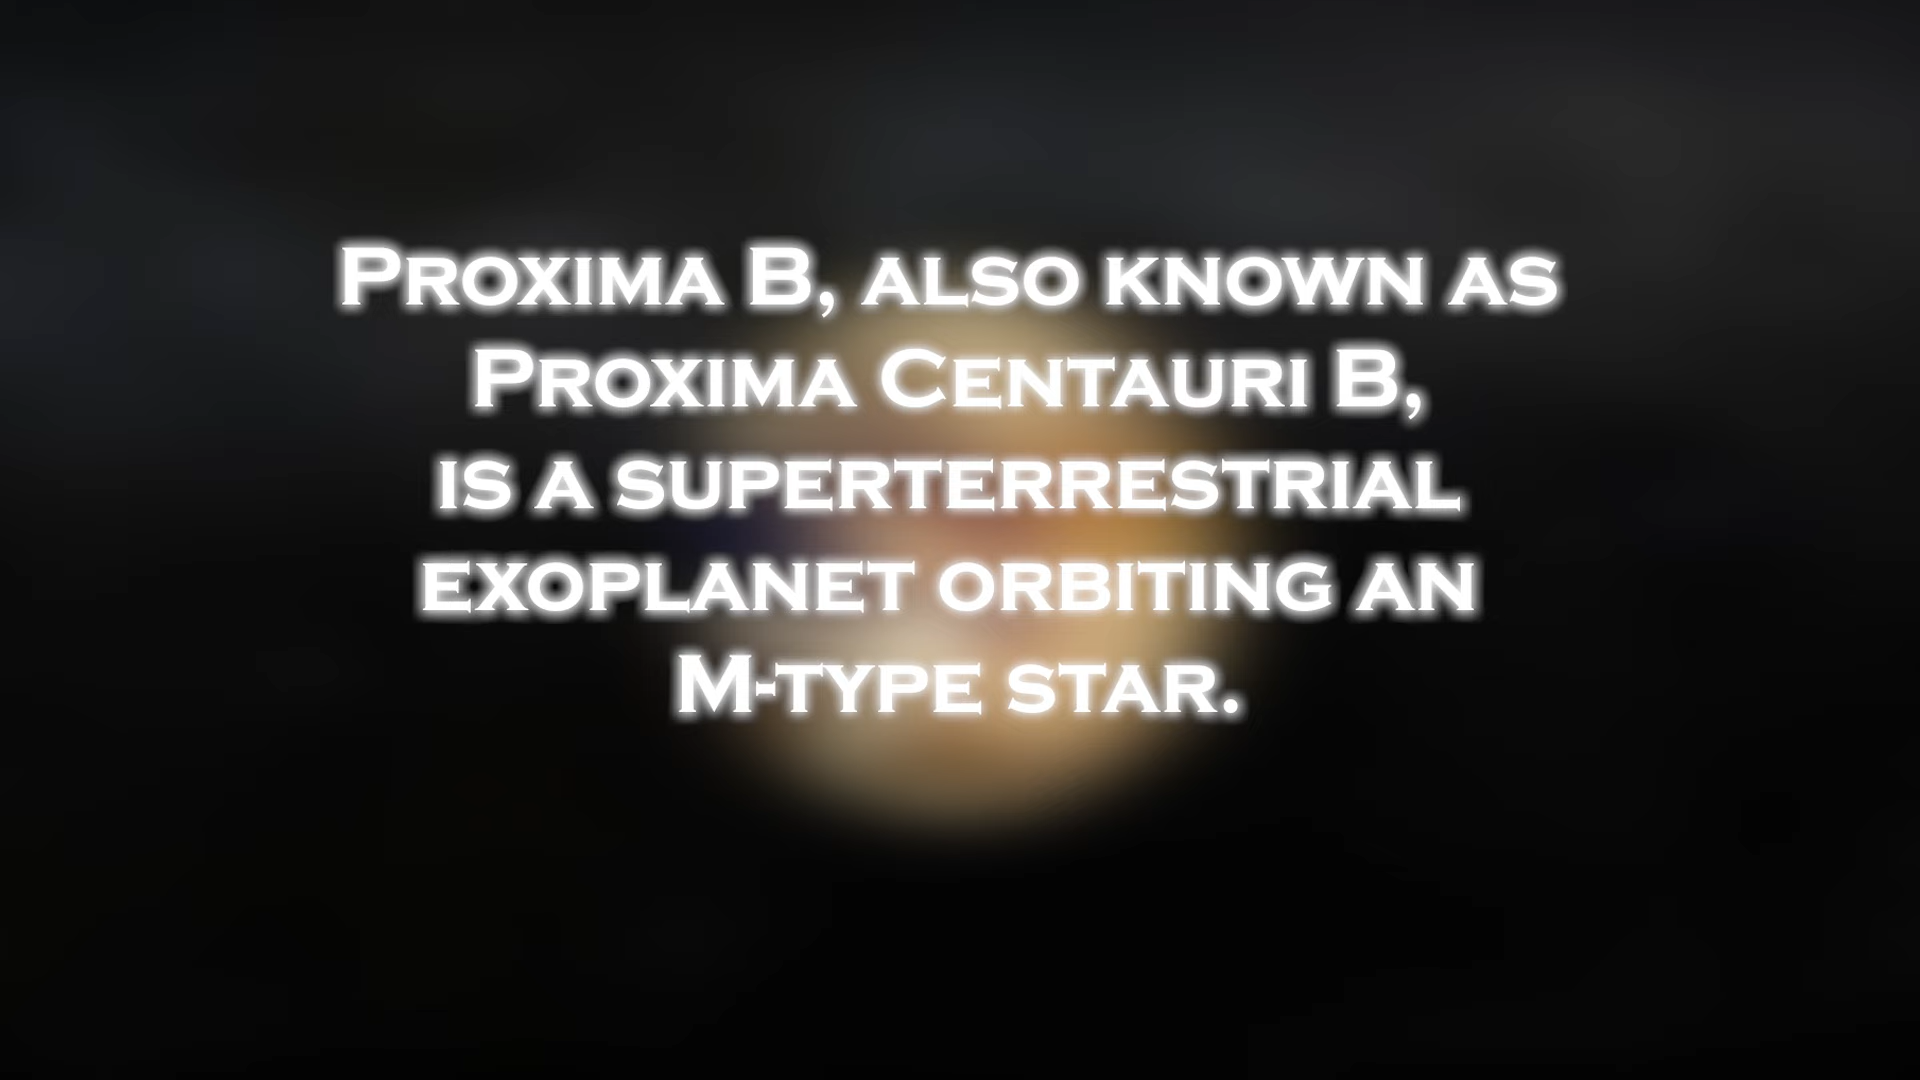 Proxima B, also known as
Proxima Centauri B,
is a superterrestrial
exoplanet orbiting an
M-type star.